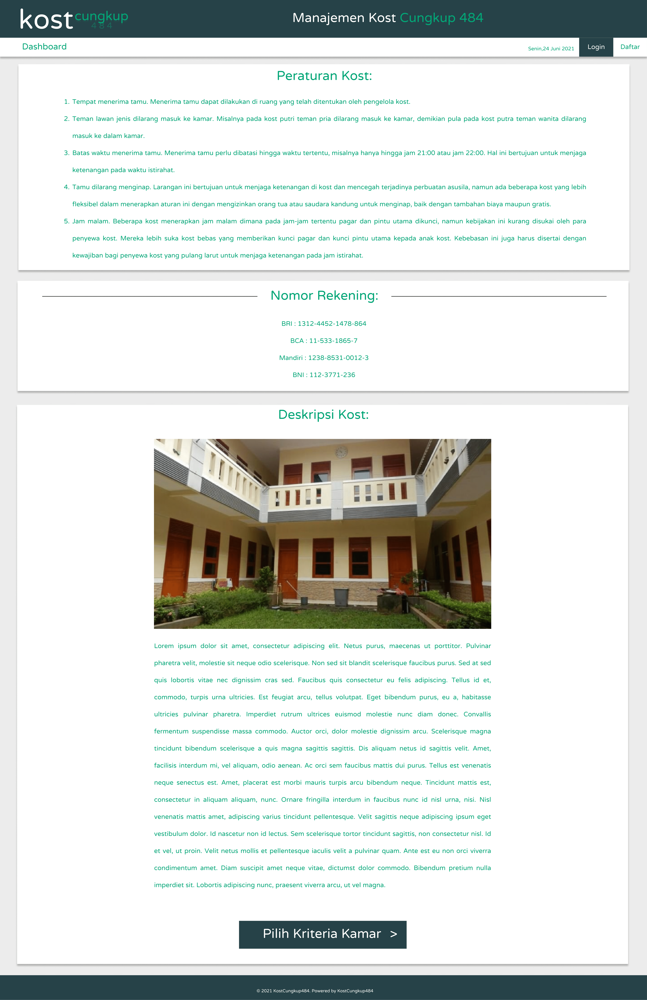 kost cungkup
484
Manajemen Kost Cungkup 484
Dashboard
Senin,24 Juni 2021
Login
Daftar
Peraturan Kost:
1. Tempat menerima tamu. Menerima tamu dapat dilakukan di ruang yang telah ditentukan oleh pengelola kost.
2. Teman lawan jenis dilarang masuk ke kamar. Misalnya pada kost putri teman pria dilarang masuk ke kamar, demikian pula pada kost putra teman wanita dilarang
masuk ke dalam kamar.
3. Batas waktu menerima tamu. Menerima tamu perlu dibatasi hingga waktu tertentu, misalnya hanya hingga jam 21:00 atau jam 22:00. Hal ini bertujuan untuk menjaga
ketenangan pada waktu istirahat.
4. Tamu dilarang menginap. Larangan ini bertujuan untuk menjaga ketenangan di kost dan mencegah terjadinya perbuatan asusila, namun ada beberapa kost yang lebih
fleksibel dalam menerapkan aturan ini dengan mengizinkan orang tua atau saudara kandung untuk menginap, baik dengan tambahan biaya maupun gratis.
5. Jam malam. Beberapa kost menerapkan jam malam dimana pada jam-jam tertentu pagar dan pintu utama dikunci, namun kebijakan ini kurang disukai oleh para
penyewa kost. Mereka lebih suka kost bebas yang memberikan kunci pagar dan kunci pintu utama kepada anak kost. Kebebasan ini juga harus disertai dengan
kewajiban bagi penyewa kost yang pulang larut untuk menjaga ketenangan pada jam istirahat.
Nomor Rekening:
BRI : 1312-4452-1478-864
BCA : 11-533-1865-7
Mandiri : 1238-8531-0012-3
BNI : 112-3771-236
Deskripsi Kost:
Lorem ipsum dolor sit amet, consectetur adipiscing elit. Netus purus, maecenas ut porttitor. Pulvinar
pharetra velit, molestie sit neque odio scelerisque. Non sed sit blandit scelerisque faucibus purus. Sed at sed
quis lobortis vitae nec dignissim cras sed. Faucibus quis consectetur eu felis adipiscing. Tellus id et,
commodo, turpis urna ultricies. Est feugiat arcu, tellus volutpat. Eget bibendum purus, eu a, habitasse
ultricies pulvinar pharetra. Imperdiet rutrum ultrices euismod molestie nunc diam donec. Convallis
fermentum suspendisse massa commodo. Auctor orci, dolor molestie dignissim arcu. Scelerisque magna
tincidunt bibendum scelerisque a quis magna sagittis sagittis. Dis aliquam netus id sagittis velit. Amet,
facilisis interdum mi, vel aliquam, odio aenean. Ac orci sem faucibus mattis dui purus. Tellus est venenatis
neque senectus est. Amet, placerat est morbi mauris turpis arcu bibendum neque. Tincidunt mattis est,
consectetur in aliquam aliquam, nunc. Ornare fringilla interdum in faucibus nunc id nisl urna, nisi. Nisl
venenatis mattis amet, adipiscing varius tincidunt pellentesque. Velit sagittis neque adipiscing ipsum eget
vestibulum dolor. Id nascetur non id lectus. Sem scelerisque tortor tincidunt sagittis, non consectetur nisl. Id
et vel, ut proin. Velit netus mollis et pellentesque iaculis velit a pulvinar quam. Ante est eu non orci viverra
condimentum amet. Diam suscipit amet neque vitae, dictumst dolor commodo. Bibendum pretium nulla
imperdiet sit. Lobortis adipiscing nunc, praesent viverra arcu, ut vel magna.
Pilih Kriteria Kamar >
© 2021 KostCungkup484. Powered by KostCungkup484